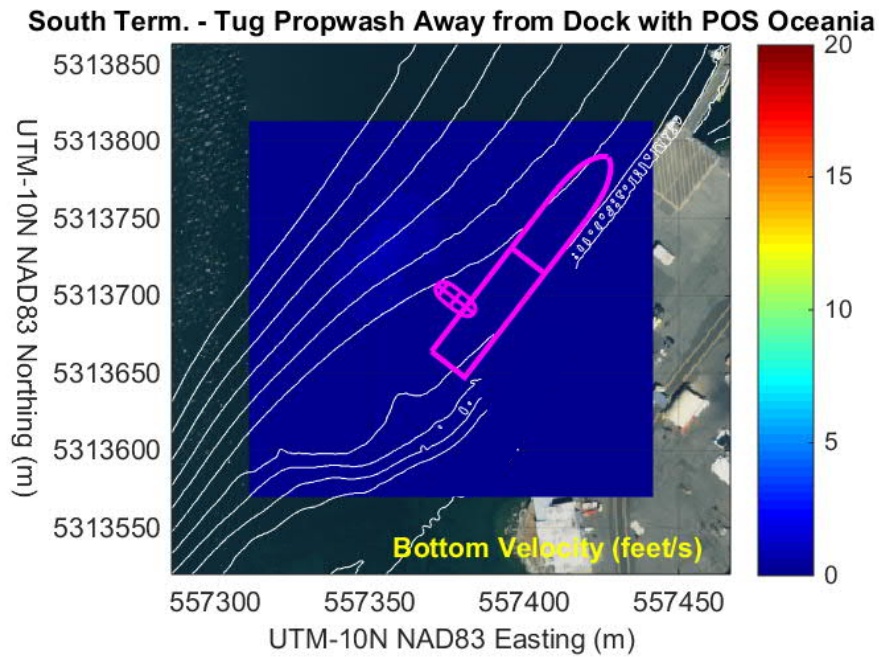 South Term. - Tug Propwash Away from Dock with POS Oceania
UTM-10N NAD83 Northing (m)
5313850
5313800
5313750
5313700
5313650
5313600
5313550
557300 557350 557400 557450
UTM-10N NAD83 Easting (m)
Bottom Velocity (feet/s)
20
15
10
5
0